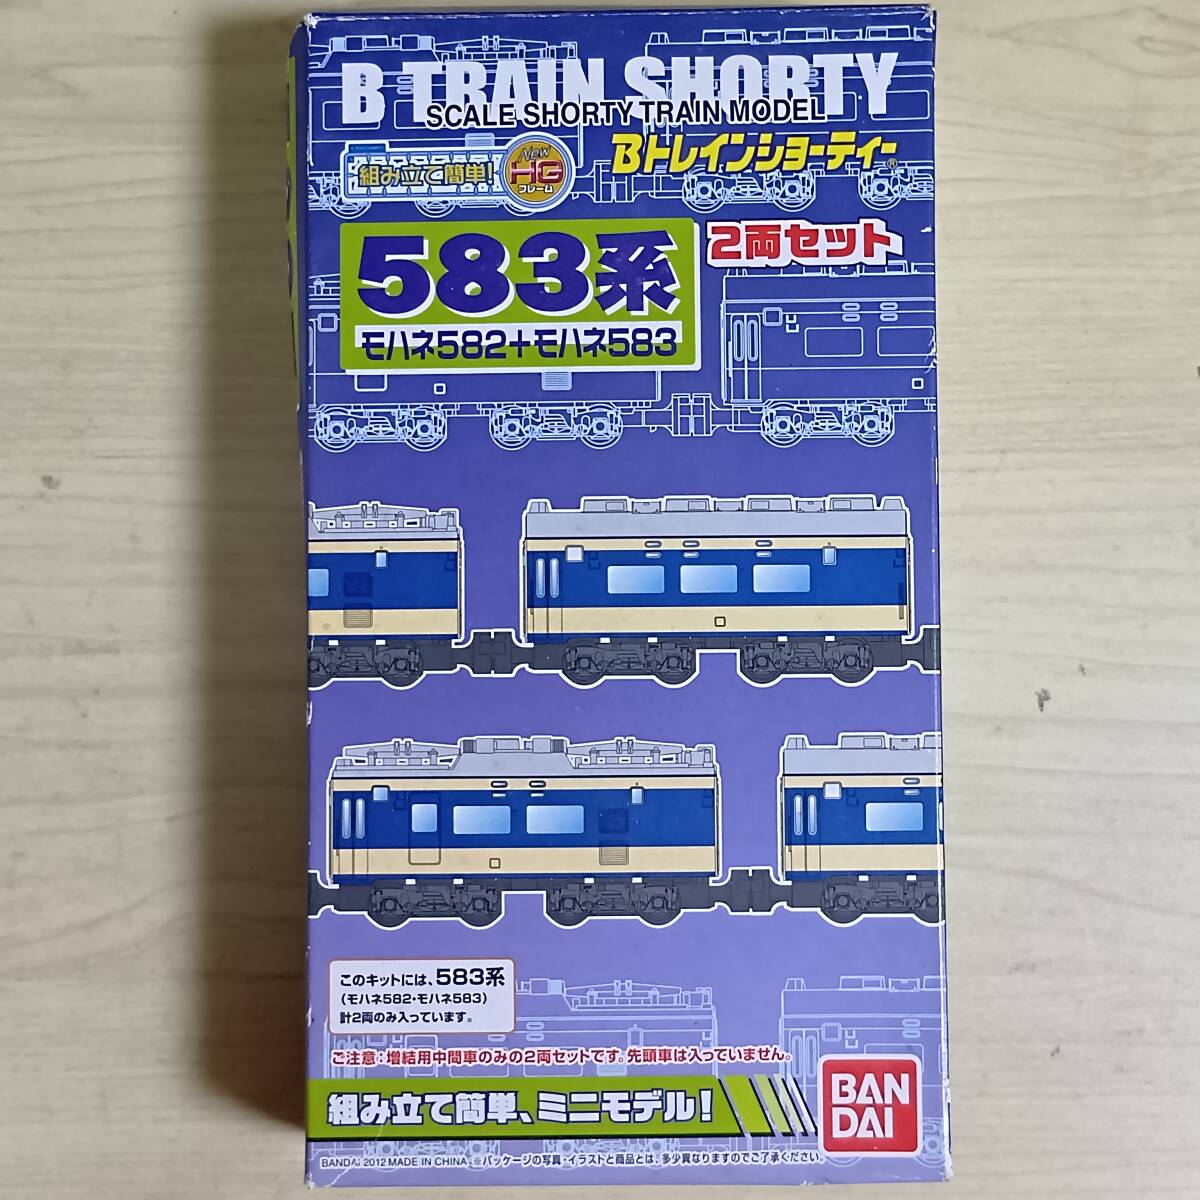 B TRAIN SHORTY
SCALE SHORTY TRAIN MODEL
Bトレインショーティー®
組み立て簡単!
New
HG
フレーム
583系
2両セット
モハネ582+モハネ583
このキットには、583系
(モハネ582・モハネ583)
計2両のみ入っています。
ご注意:増結用中間車のみの2両セットです。先頭車は入っていません。
組み立て簡単、ミニモデル!
BAN
DAI
BANDAI 2012 MADE IN CHINA ※パッケージの写真・イラストと商品とは、多少異なりますのでご了承ください。